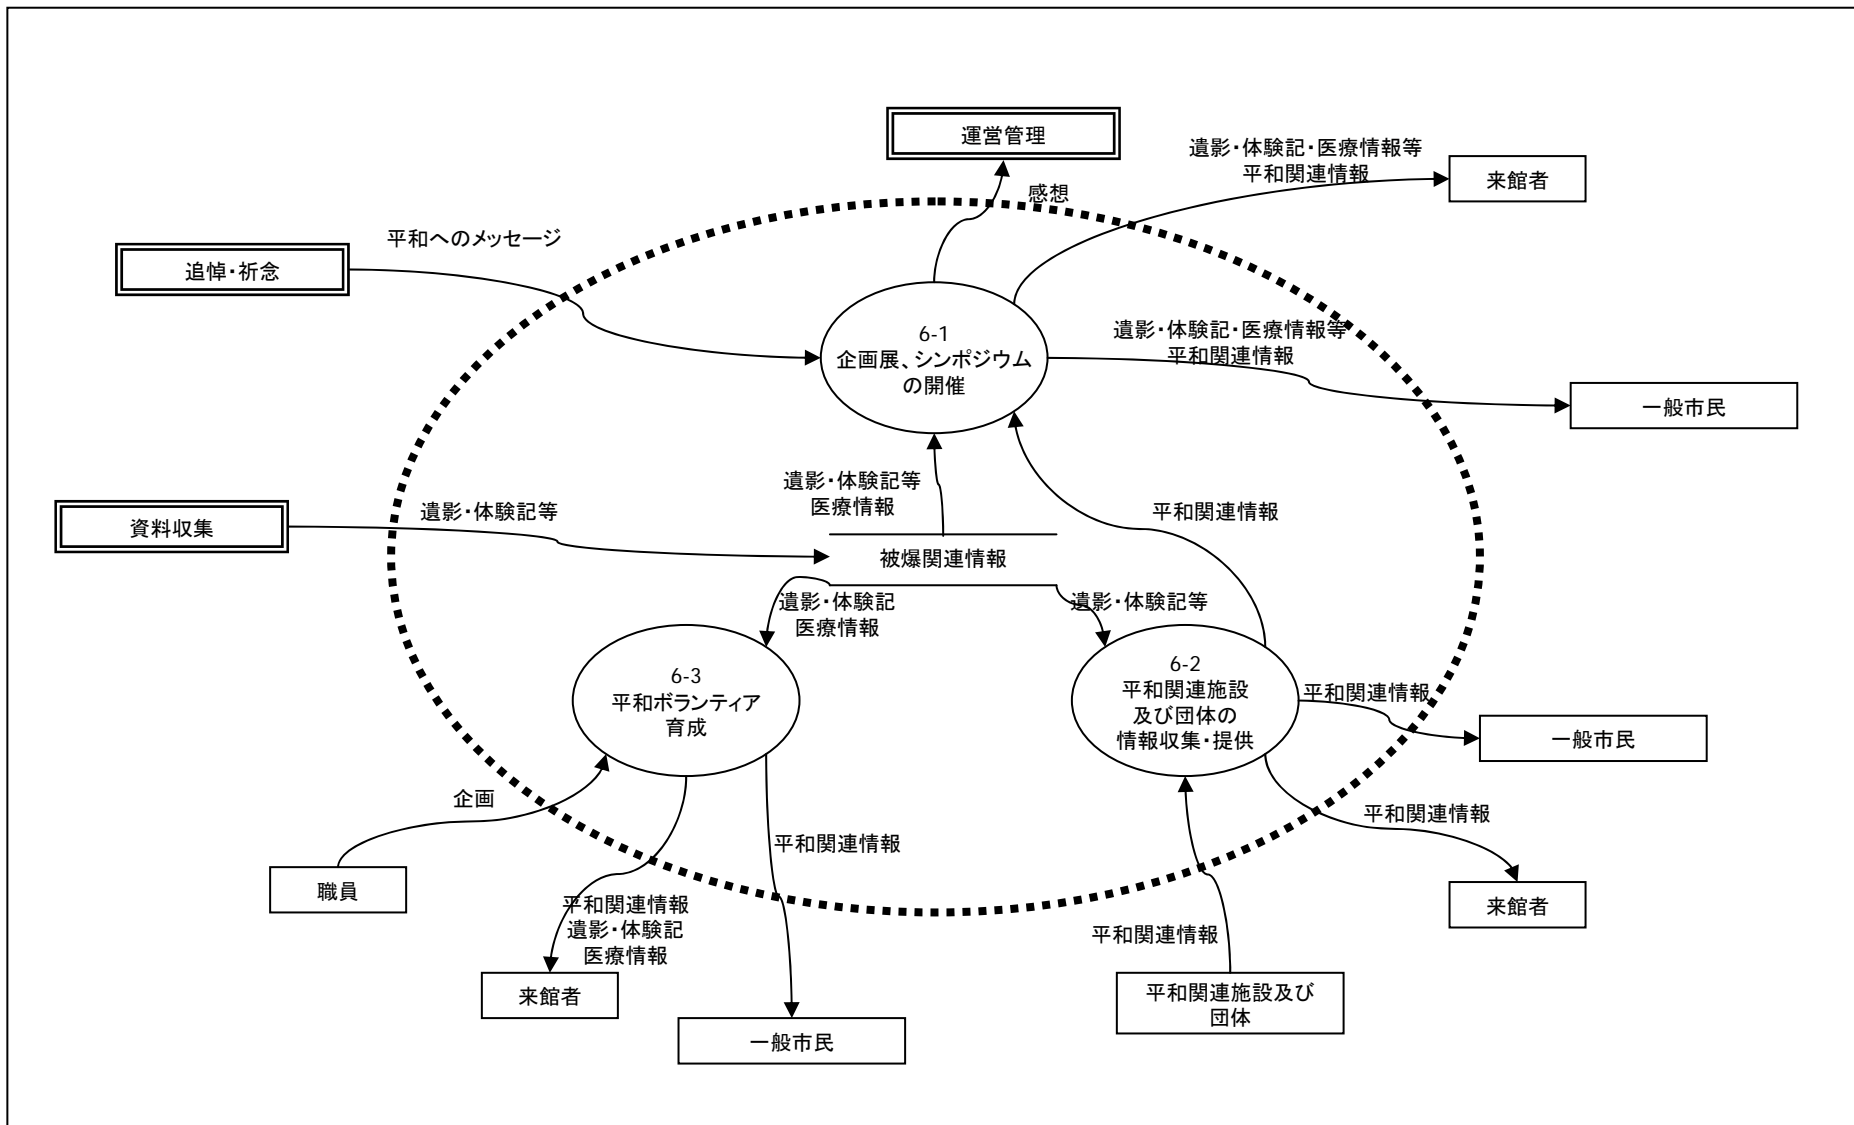 運営管理
遺影・体験記・医療情報等
平和関連情報
来館者
感想
平和へのメッセージ
追悼・祈念
6-1
企画展、シンポジウム
の開催
遺影・体験記・医療情報等
平和関連情報
一般市民
遺影・体験記等
医療情報
平和関連情報
資料収集
遺影・体験記等
被爆関連情報
遺影・体験記
医療情報
遺影・体験記等
6-3
平和ボランティア
育成
6-2
平和関連施設
及び団体の
情報収集・提供
平和関連情報
一般市民
企画
平和関連情報
平和関連情報
職員
来館者
平和関連情報
遺影・体験記
医療情報
平和関連情報
来館者
平和関連施設及び
団体
一般市民